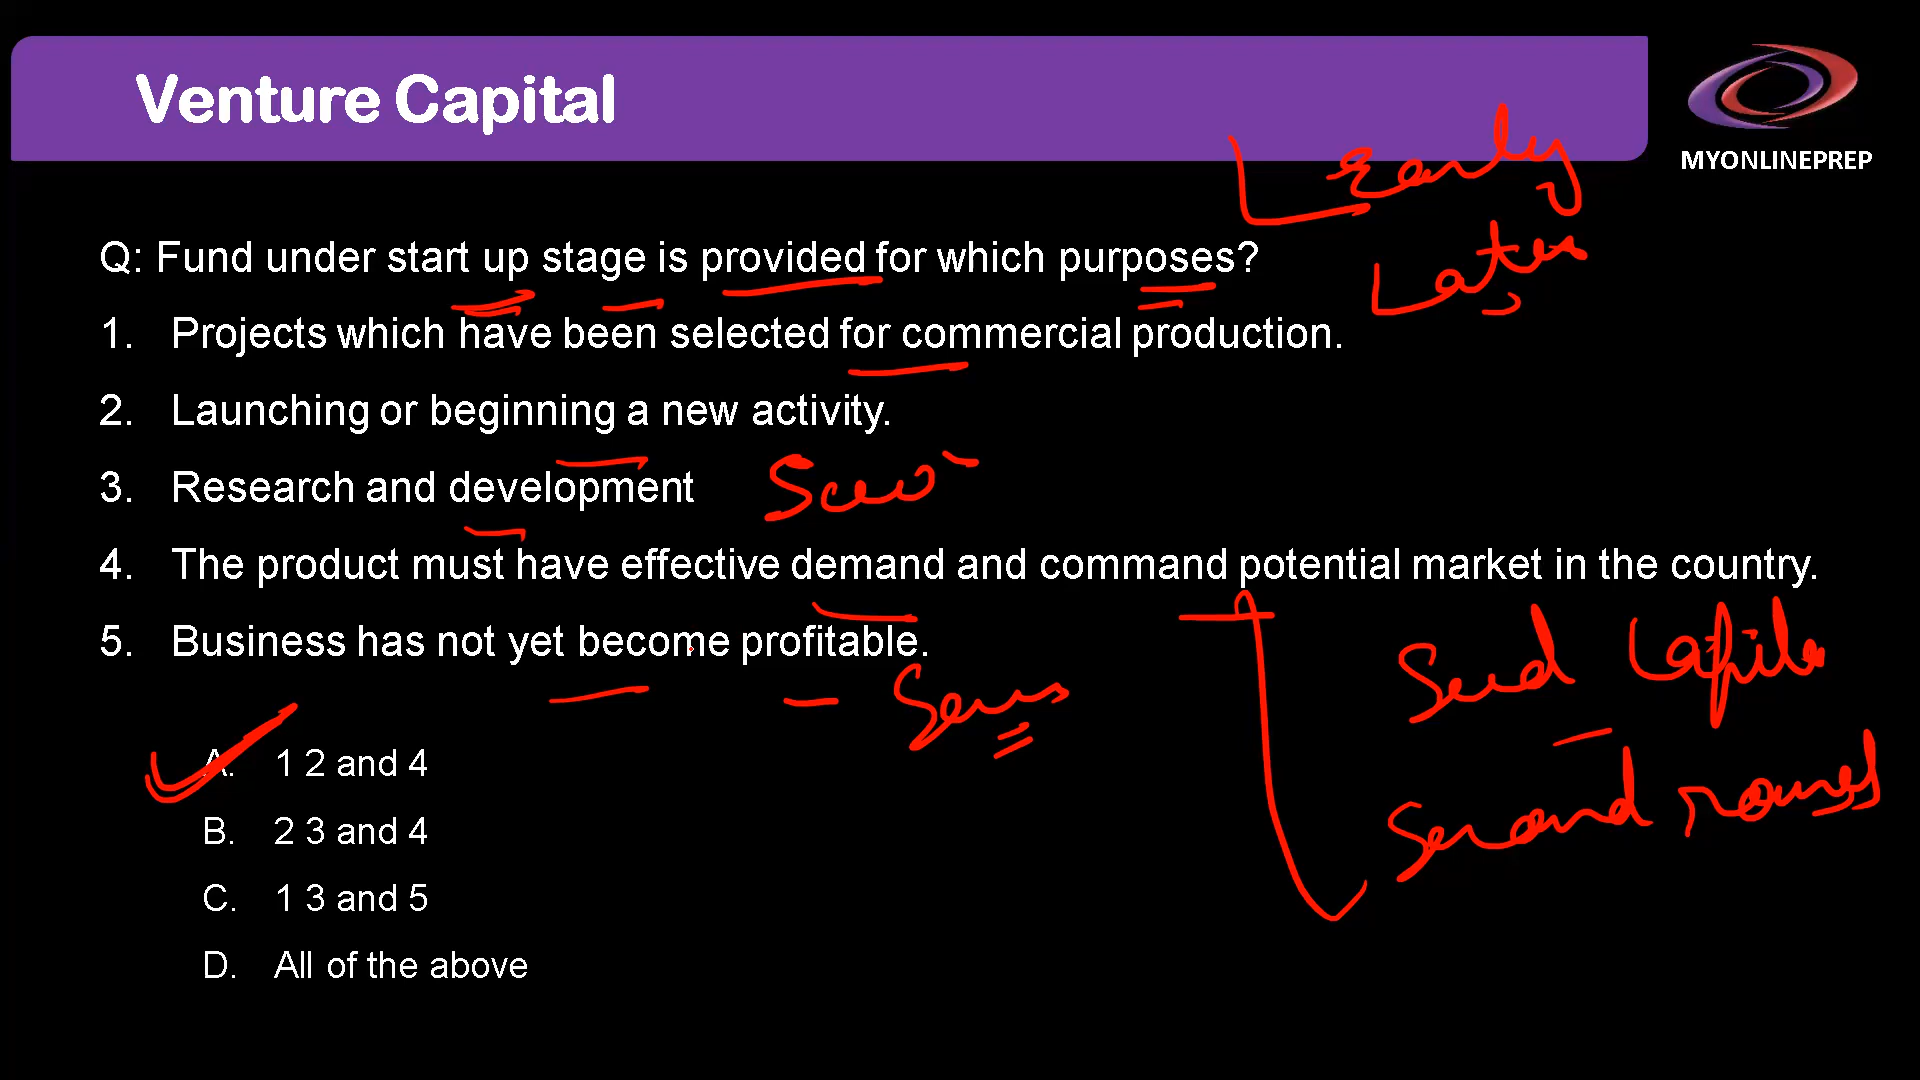 Venture Capital
MYONLINEPREP
Early
Later
Q: Fund under start up stage is provided for which purposes?
1. Projects which have been selected for commercial production.
2. Launching or beginning a new activity.
3. Research and development
4. The product must have effective demand and command potential market in the country.
5. Business has not yet become profitable.
Seed Capital
Second round
A. 1 2 and 4
B. 2 3 and 4
C. 1 3 and 5
D. All of the above